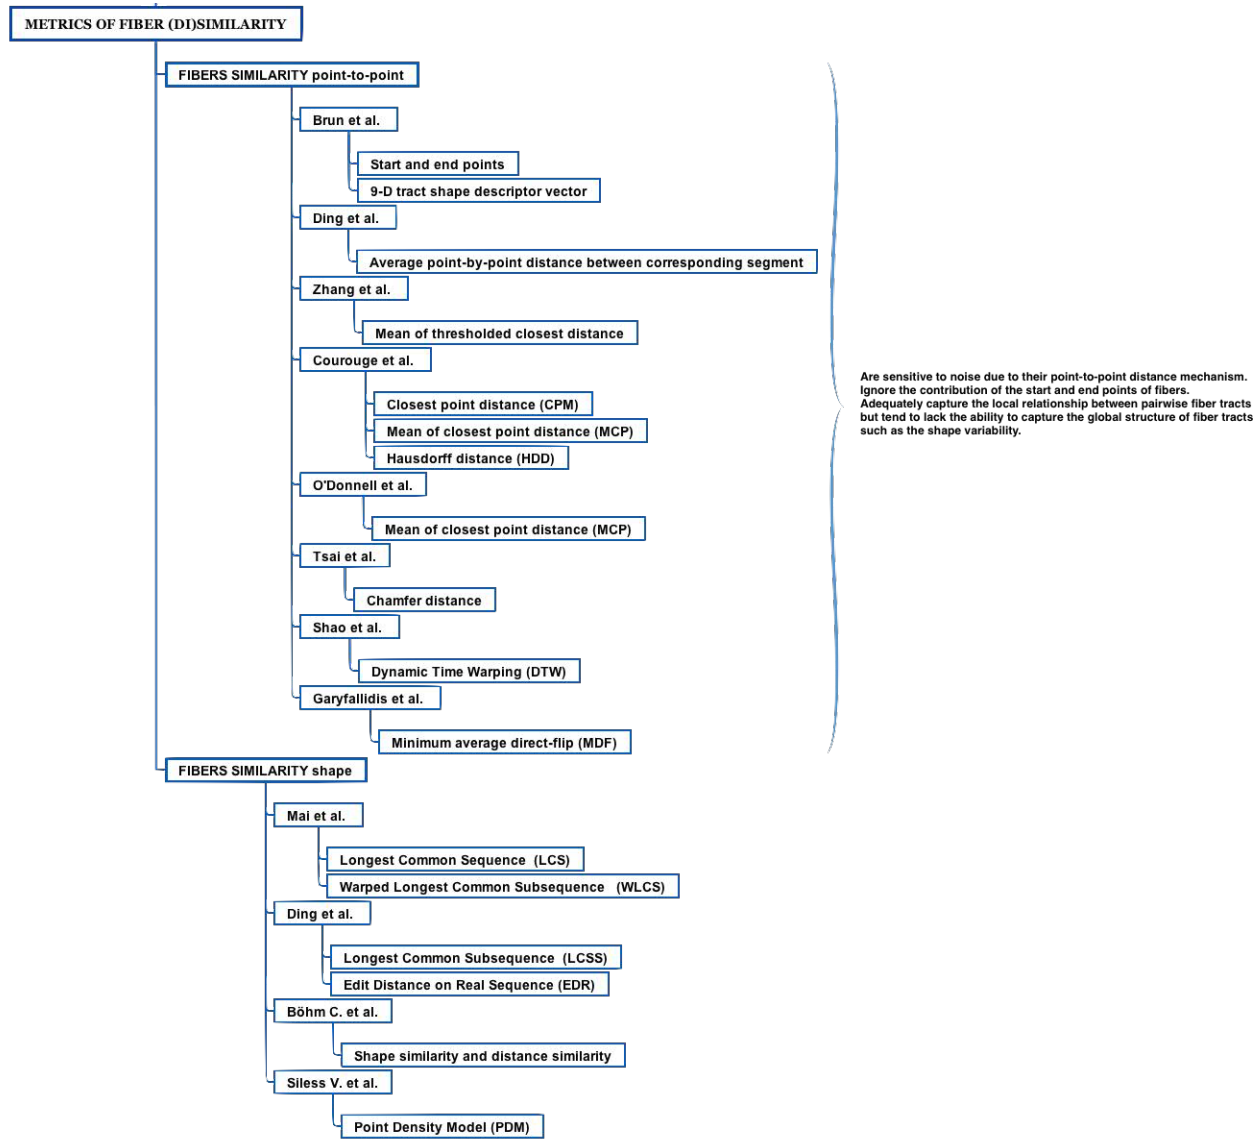 METRICS OF FIBER (DI)SIMILARITY
FIBERS SIMILARITY point-to-point
Brun et al.
Start and end points
9-D tract shape descriptor vector
Ding et al.
Average point-by-point distance between corresponding segment
Zhang et al.
Mean of thresholded closest distance
Courouge et al.
Closest point distance (CPM)
Mean of closest point distance (MCP)
Hausdorff distance (HDD)
O'Donnell et al.
Mean of closest point distance (MCP)
Tsai et al.
Chamfer distance
Shao et al.
Dynamic Time Warping (DTW)
Garyfallidis et al.
Minimum average direct-flip (MDF)
Are sensitive to noise due to their point-to-point distance mechanism.
Ignore the contribution of the start and end points of fibers.
Adequately capture the local relationship between pairwise fiber tracts
but tend to lack the ability to capture the global structure of fiber tracts
such as the shape variability.
FIBERS SIMILARITY shape
Mai et al.
Longest Common Sequence (LCS)
Warped Longest Common Subsequence (WLCS)
Ding et al.
Longest Common Subsequence (LCSS)
Edit Distance on Real Sequence (EDR)
Böhm C. et al.
Shape similarity and distance similarity
Siless V. et al.
Point Density Model (PDM)